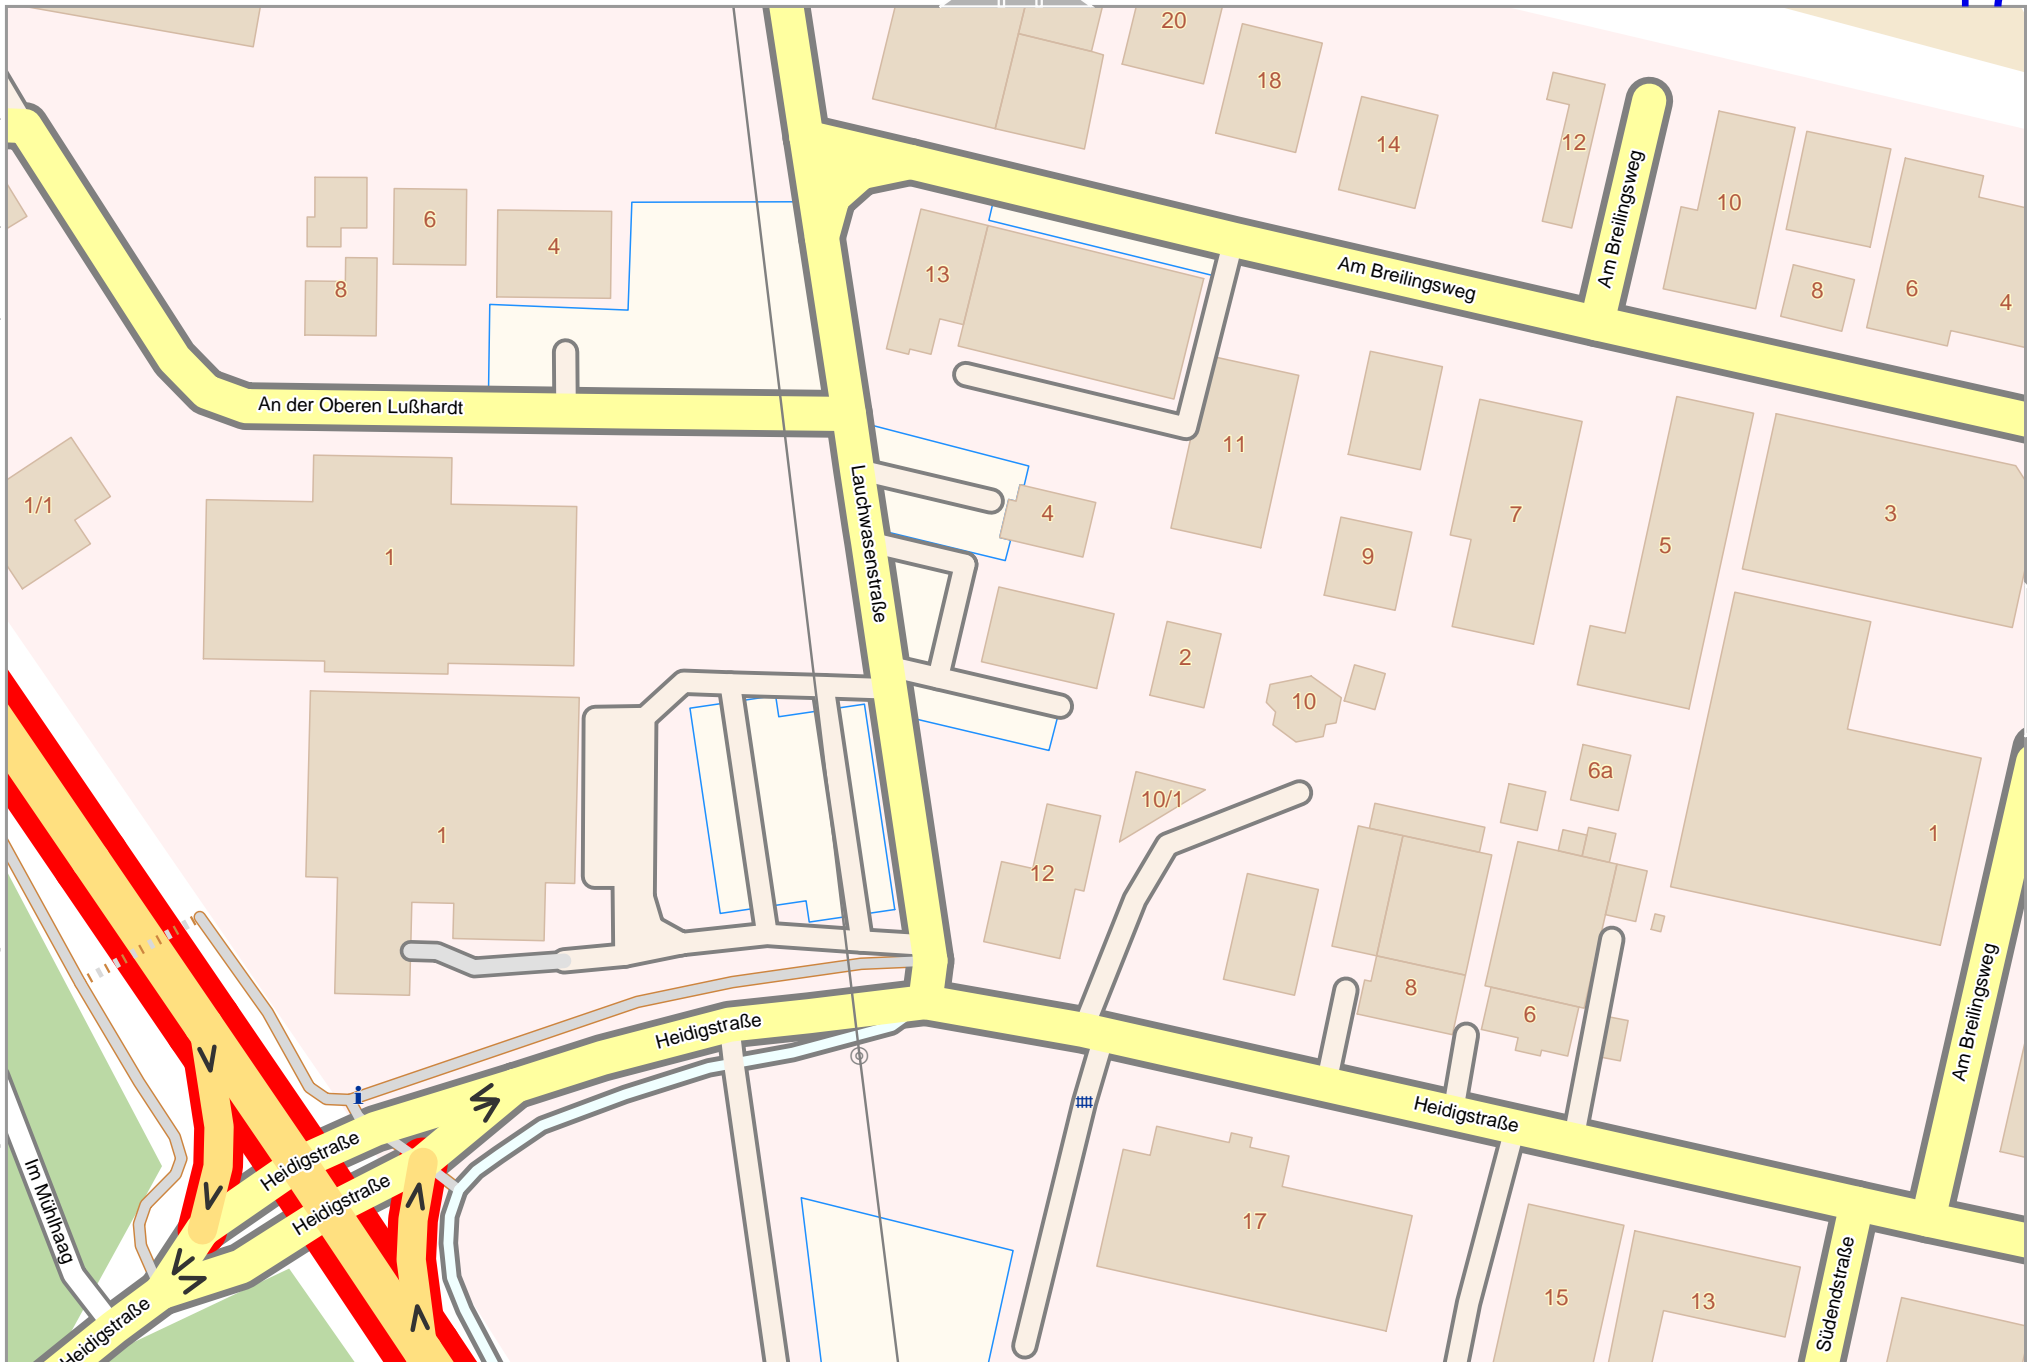 20
18
14
12
Am Breilingsweg
10
8
6
4
6
4
8
13
Am Breilingsweg
An der Oberen Lußhardt
11
1/1
1
Lauchwasenstraße
4
9
7
5
3
2
10
6a
10/1
1
1
12
8
6
Am Breilingsweg
Heidigstraße
i
Heidigstraße
Heidigstraße
Heidigstraße
Im Mühlhaag
17
15
13
Südendstraße
Heidigstraße